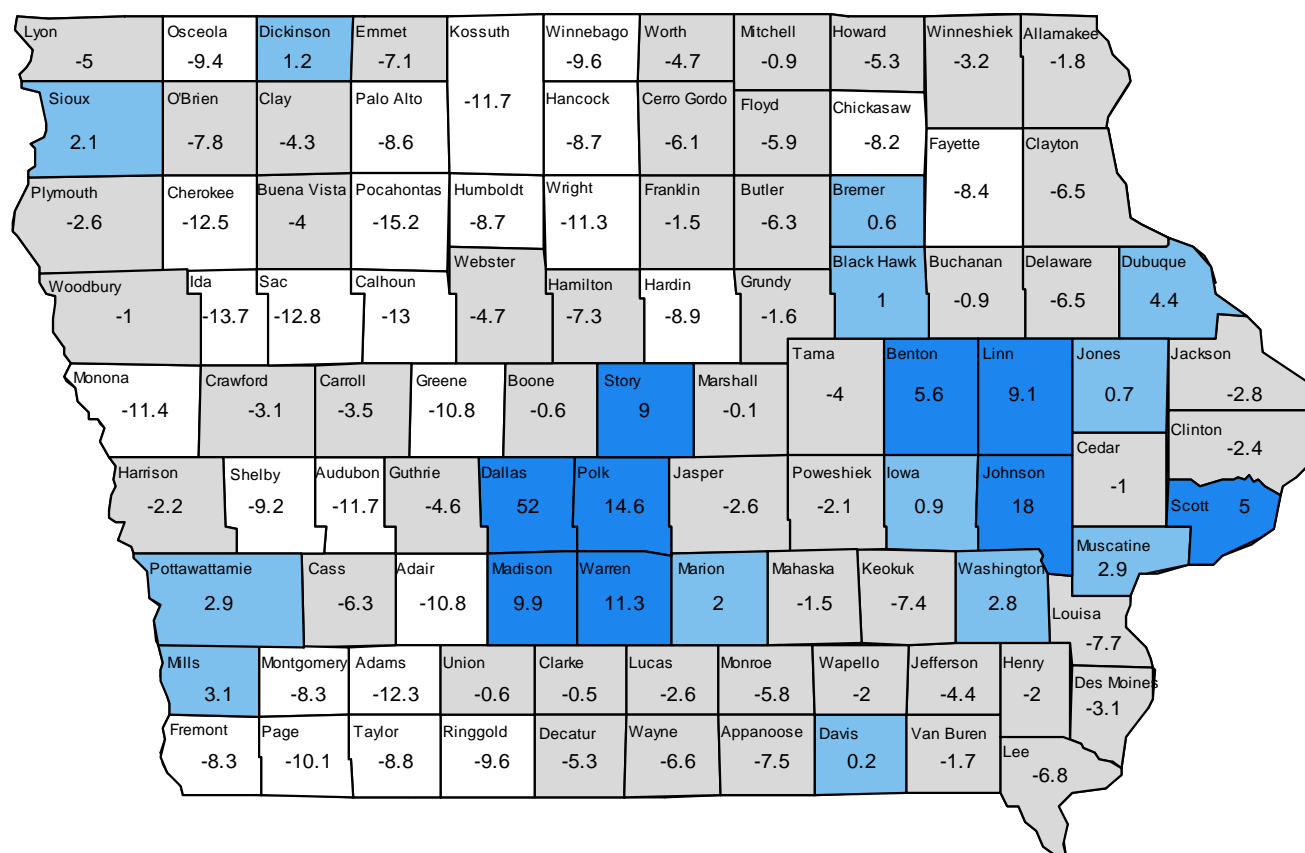 Lyon
-5
Osceola
-9.4
Dickinson
1.2
Emmet
-7.1
Kossuth
-11.7
Winnebago
-9.6
Worth
-4.7
Mitchell
-0.9
Howard
-5.3
Winneshiek
-3.2
Allamakee
-1.8
Sioux
2.1
O'Brien
-7.8
Clay
-4.3
Palo Alto
-8.6
Hancock
-8.7
Cerro Gordo
-6.1
Floyd
-5.9
Chickasaw
-8.2
Fayette
-8.4
Clayton
-6.5
Plymouth
-2.6
Cherokee
-12.5
Buena Vista
-4
Pocahontas
-15.2
Humboldt
-8.7
Wright
-11.3
Franklin
-1.5
Butler
-6.3
Bremer
0.6
Woodbury
-1
Ida
-13.7
Sac
-12.8
Calhoun
-13
Webster
-4.7
Hamilton
-7.3
Hardin
-8.9
Grundy
-1.6
Black Hawk
1
Buchanan
-0.9
Delaware
-6.5
Dubuque
4.4
Monona
-11.4
Crawford
-3.1
Carroll
-3.5
Greene
-10.8
Boone
-0.6
Story
9
Marshall
-0.1
Tama
-4
Benton
5.6
Linn
9.1
Jones
0.7
Jackson
-2.8
Clinton
-2.4
Cedar
-1
Harrison
-2.2
Shelby
-9.2
Audubon
-11.7
Guthrie
-4.6
Dallas
52
Polk
14.6
Jasper
-2.6
Poweshiek
-2.1
Iowa
0.9
Johnson
18
Scott
5
Muscatine
2.9
Pottawattamie
2.9
Cass
-6.3
Adair
-10.8
Madison
9.9
Warren
11.3
Marion
2
Mahaska
-1.5
Keokuk
-7.4
Washington
2.8
Louisa
-7.7
Mills
3.1
Montgomery
-8.3
Adams
-12.3
Union
-0.6
Clarke
-0.5
Lucas
-2.6
Monroe
-5.8
Wapello
-2
Jefferson
-4.4
Henry
-2
Des Moines
-3.1
Fremont
-8.3
Page
-10.1
Taylor
-8.8
Ringgold
-9.6
Decatur
-5.3
Wayne
-6.6
Appanoose
-7.5
Davis
0.2
Van Buren
-1.7
Lee
-6.8